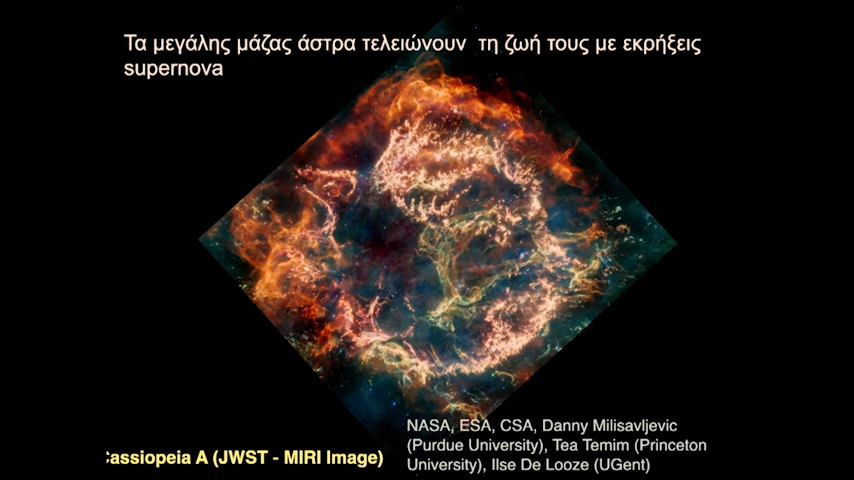 Τα μεγάλης μάζας άστρα τελειώνουν τη ζωή τους με εκρήξεις
supernova
NASA, ESA, CSA, Danny Milisavljevic
(Purdue University), Tea Temim (Princeton
University), Ilse De Looze (UGent)
Cassiopeia A (JWST - MIRI Image)